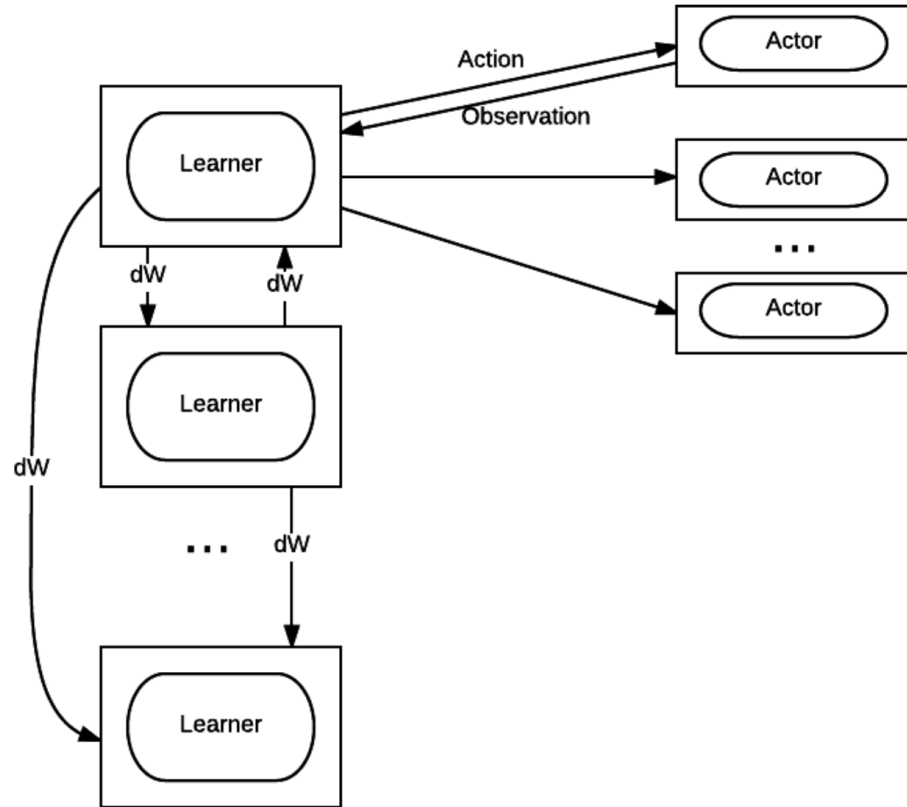 Actor
Action
Observation
Learner
Actor
...
Actor
dW
dW
Learner
dW
...
dW
Learner